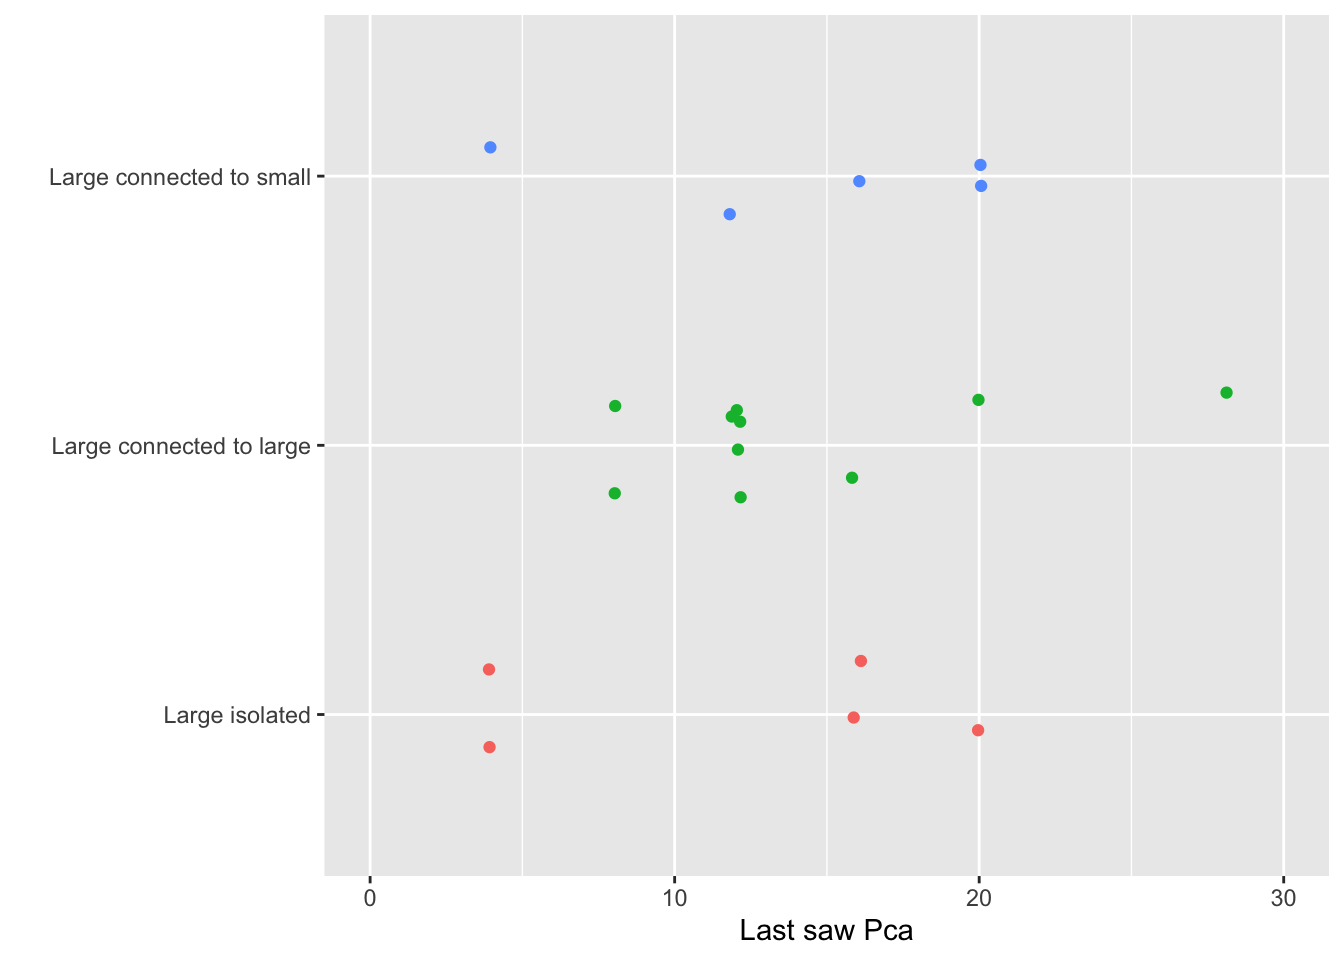 Large connected to small
Large connected to large
Large isolated
0 10 20 30
Last saw Pca